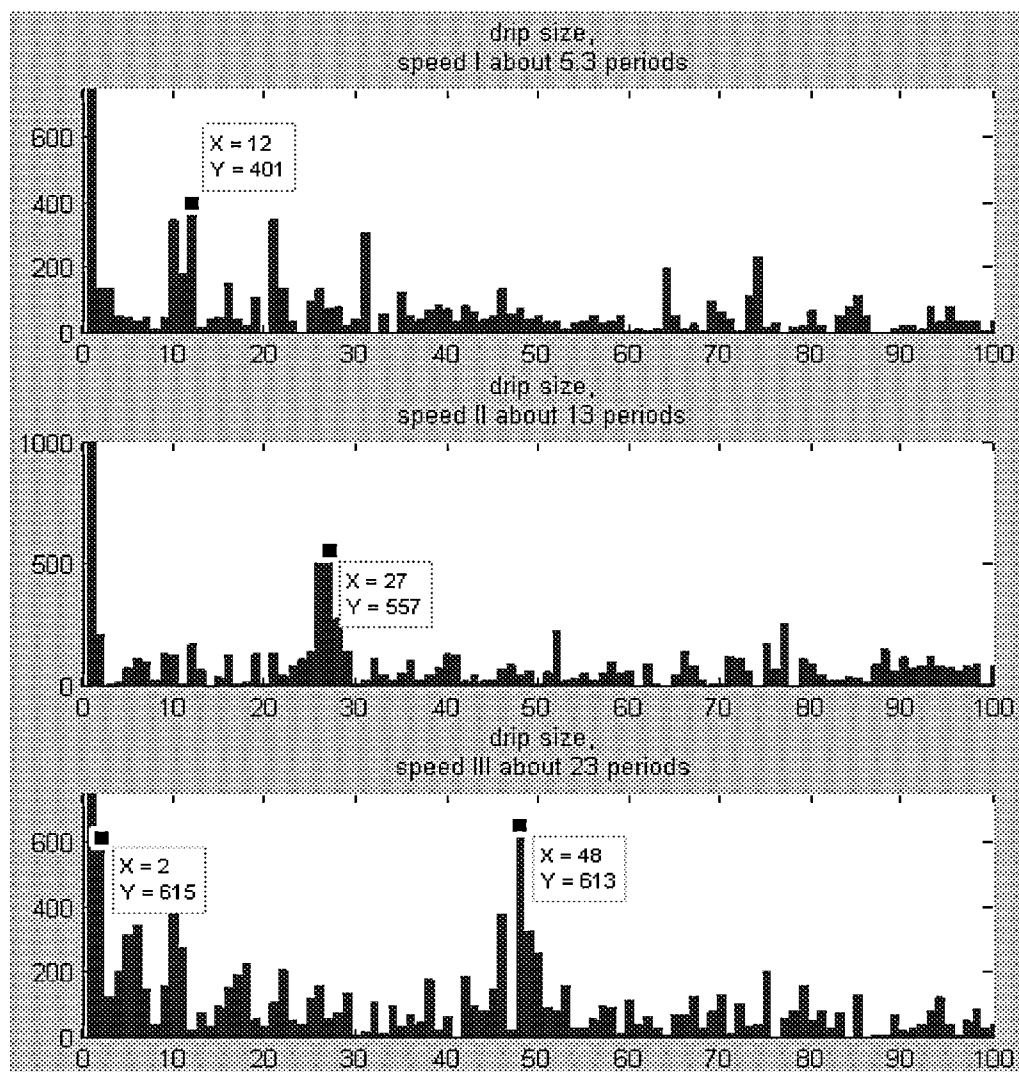 drip size,
speed I about 5.3 periods
600
400
200
0
X = 12
Y = 401
0 10 20 30 40 50 60 70 80 90 100
drip size,
speed II about 13 periods
1000
500
0
X = 27
Y = 557
0 10 20 30 40 50 60 70 80 90 100
drip size,
speed III about 23 periods
600
400
200
0
X = 2
Y = 615
X = 48
Y = 613
0 10 20 30 40 50 60 70 80 90 100